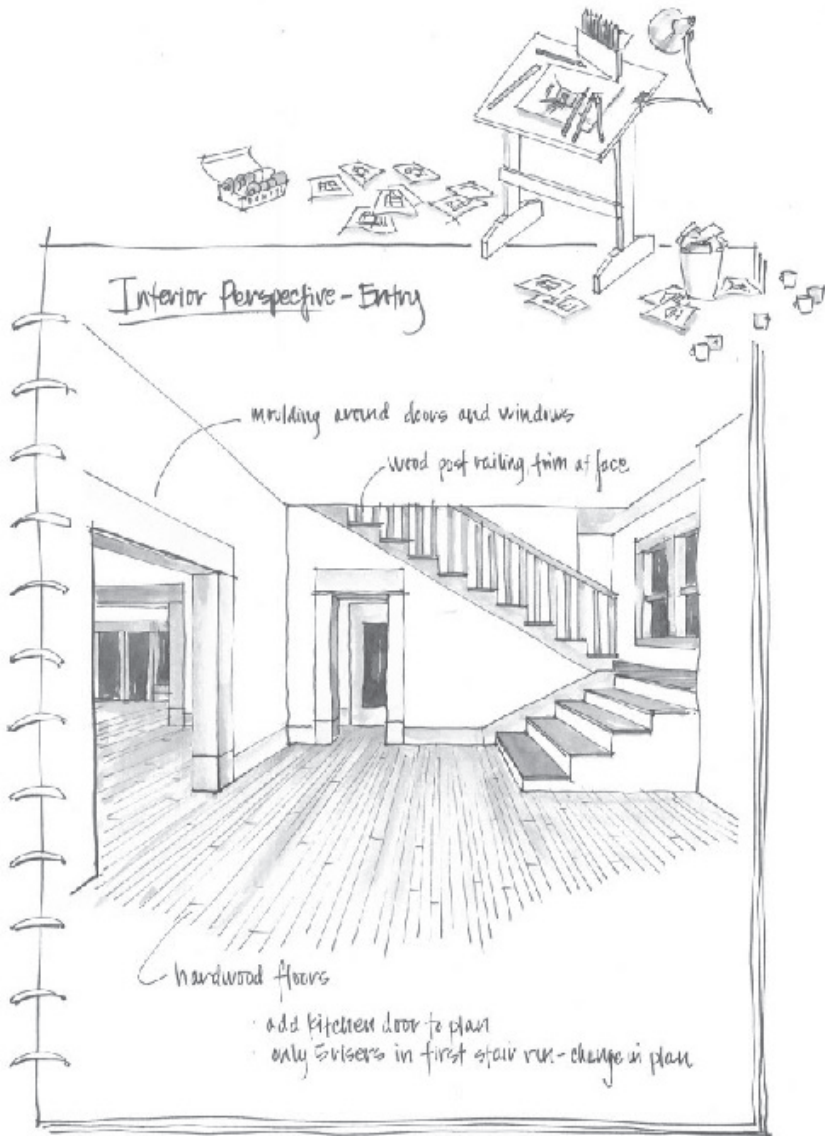 Interior Perspective - Entry
moulding around doors and windows
wood post railing, trim at face
hardwood floors
· add kitchen door to plan
· only 5 risers in first stair run - change in plan